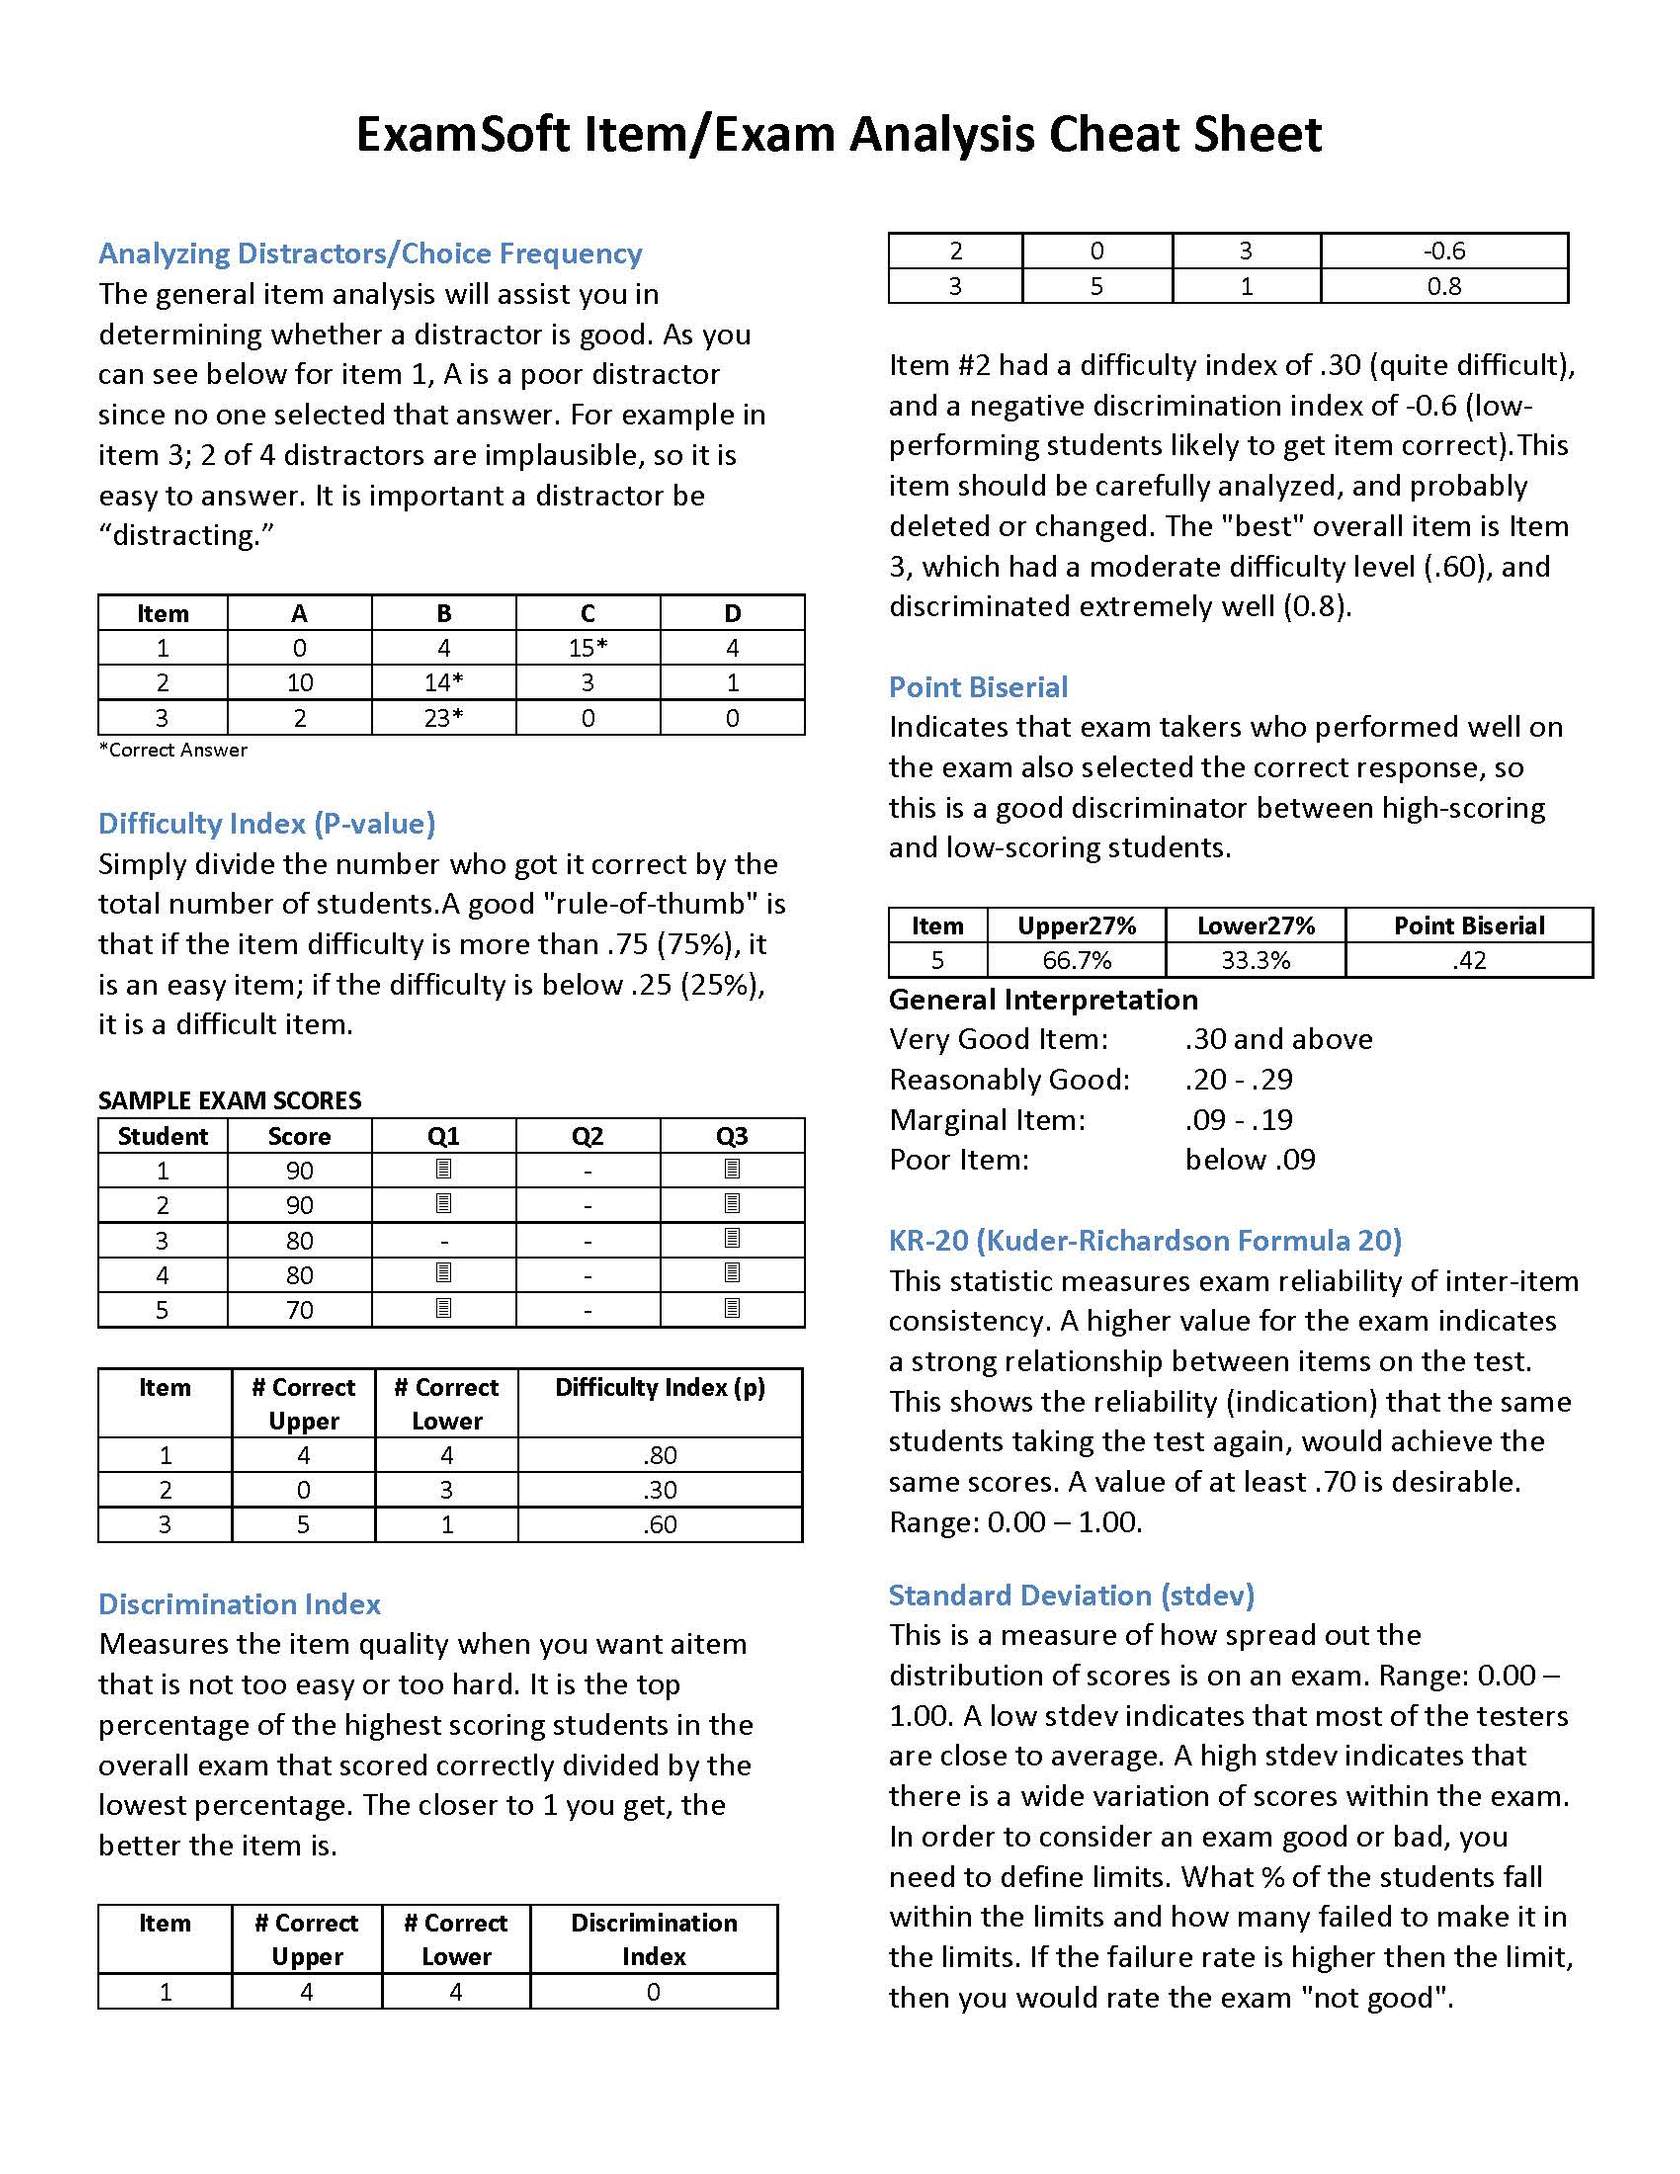 ExamSoft Item/Exam Analysis Cheat Sheet
Analyzing Distractors/Choice Frequency
The general item analysis will assist you in
determining whether a distractor is good. As you
can see below for item 1, A is a poor distractor
since no one selected that answer. For example in
item 3; 2 of 4 distractors are implausible, so it is
easy to answer. It is important a distractor be
“distracting.”
Item A B C D
1 0 4 15* 4
2 10 14* 3 1
3 2 23* 0 0
*Correct Answer
Difficulty Index (P-value)
Simply divide the number who got it correct by the
total number of students.A good "rule-of-thumb" is
that if the item difficulty is more than .75 (75%), it
is an easy item; if the difficulty is below .25 (25%),
it is a difficult item.
SAMPLE EXAM SCORES
Student Score Q1 Q2 Q3
1 90 -
2 90 -
3 80 - -
4 80 -
5 70 -
Item # Correct # Correct Difficulty Index (p)
Upper Lower
1 4 4 .80
2 0 3 .30
3 5 1 .60
Discrimination Index
Measures the item quality when you want aitem
that is not too easy or too hard. It is the top
percentage of the highest scoring students in the
overall exam that scored correctly divided by the
lowest percentage. The closer to 1 you get, the
better the item is.
Item # Correct # Correct Discrimination
Upper Lower Index
1 4 4 0
2 0 3 -0.6
3 5 1 0.8
Item #2 had a difficulty index of .30 (quite difficult),
and a negative discrimination index of -0.6 (low-
performing students likely to get item correct).This
item should be carefully analyzed, and probably
deleted or changed. The "best" overall item is Item
3, which had a moderate difficulty level (.60), and
discriminated extremely well (0.8).
Point Biserial
Indicates that exam takers who performed well on
the exam also selected the correct response, so
this is a good discriminator between high-scoring
and low-scoring students.
Item Upper27% Lower27% Point Biserial
5 66.7% 33.3% .42
General Interpretation
Very Good Item: .30 and above
Reasonably Good: .20 - .29
Marginal Item: .09 - .19
Poor Item: below .09
KR-20 (Kuder-Richardson Formula 20)
This statistic measures exam reliability of inter-item
consistency. A higher value for the exam indicates
a strong relationship between items on the test.
This shows the reliability (indication) that the same
students taking the test again, would achieve the
same scores. A value of at least .70 is desirable.
Range: 0.00 – 1.00.
Standard Deviation (stdev)
This is a measure of how spread out the
distribution of scores is on an exam. Range: 0.00 –
1.00. A low stdev indicates that most of the testers
are close to average. A high stdev indicates that
there is a wide variation of scores within the exam.
In order to consider an exam good or bad, you
need to define limits. What % of the students fall
within the limits and how many failed to make it in
the limits. If the failure rate is higher then the limit,
then you would rate the exam "not good".